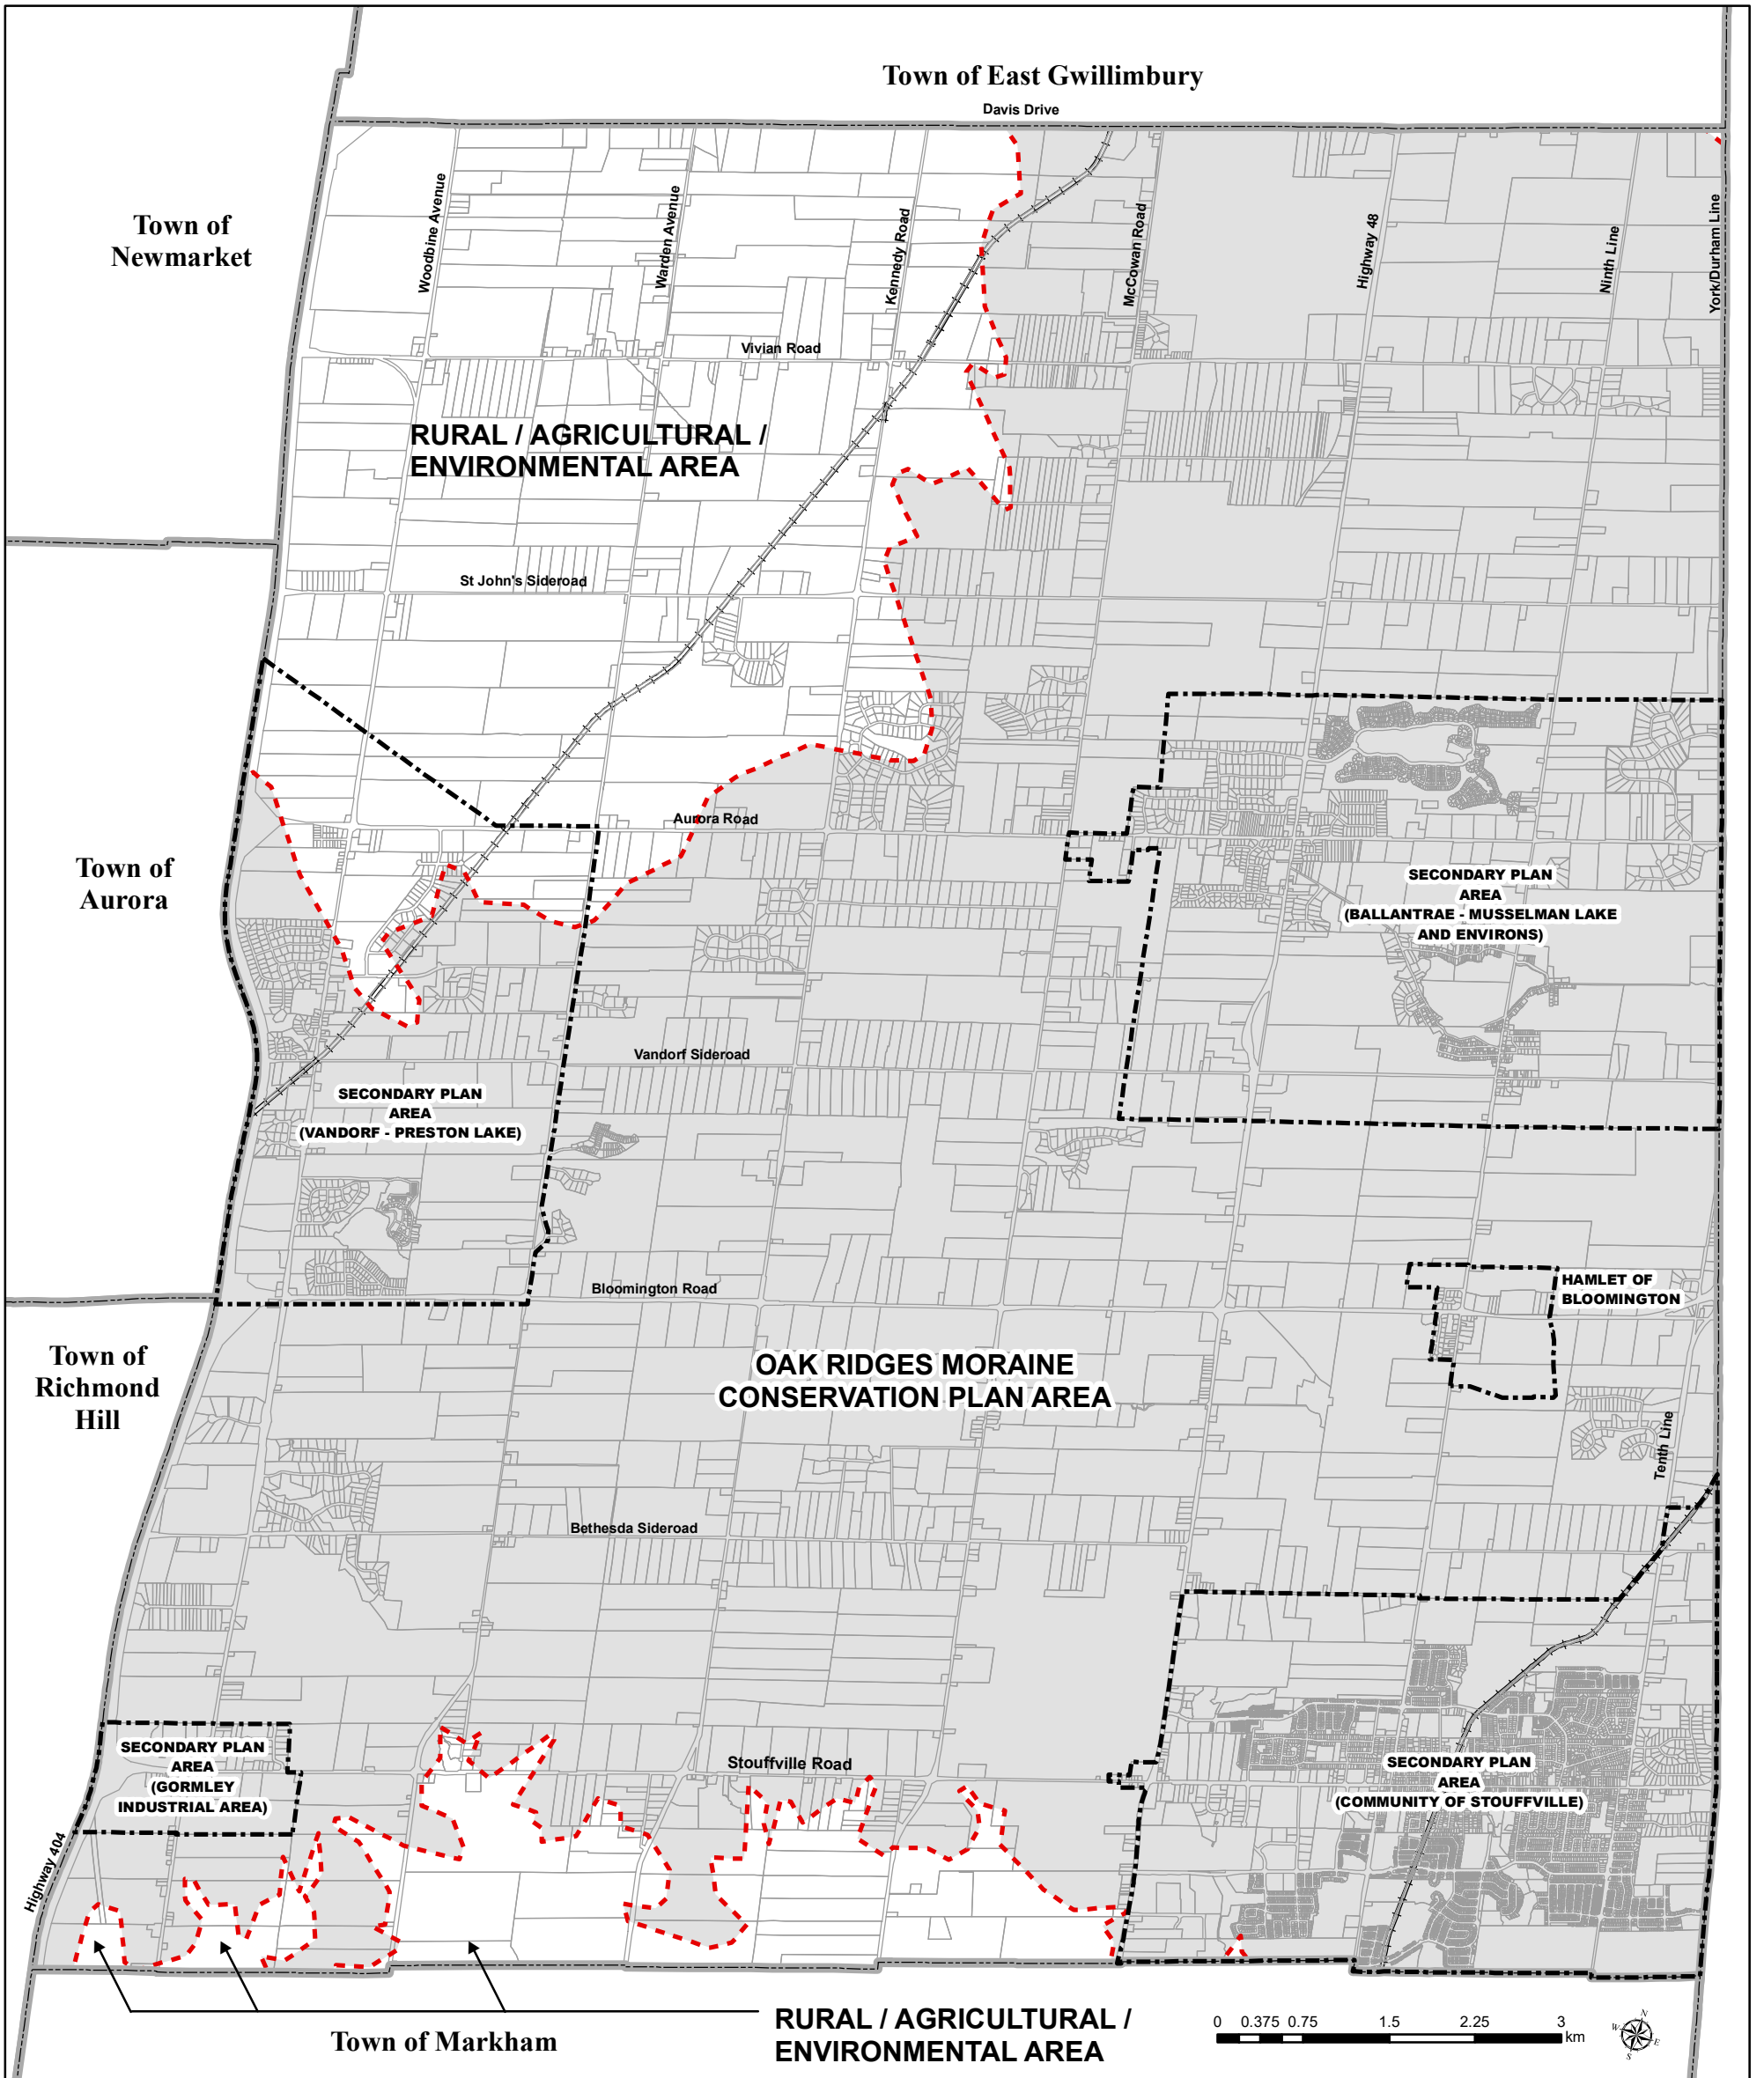 Town of East Gwillimbury
Davis Drive
Town of
Newmarket
Woodbine Avenue
Warden Avenue
Kennedy Road
McCowan Road
Highway 48
Ninth Line
York/Durham Line
Vivian Road
RURAL / AGRICULTURAL /
ENVIRONMENTAL AREA
St John's Sideroad
Aurora Road
Town of
Aurora
SECONDARY PLAN
AREA
(BALLANTRAE - MUSSELMAN LAKE
AND ENVIRONS)
Vandorf Sideroad
SECONDARY PLAN
AREA
(VANDORF - PRESTON LAKE)
Bloomington Road
HAMLET OF
BLOOMINGTON
Town of
Richmond
Hill
OAK RIDGES MORAINE
CONSERVATION PLAN AREA
Tenth Line
Bethesda Sideroad
SECONDARY PLAN
AREA
(GORMLEY
INDUSTRIAL AREA)
Stouffville Road
SECONDARY PLAN
AREA
(COMMUNITY OF STOUFFVILLE)
Highway 404
Town of Markham
RURAL / AGRICULTURAL /
ENVIRONMENTAL AREA
0 0.375 0.75 1.5 2.25 3
km
N
W
E
S